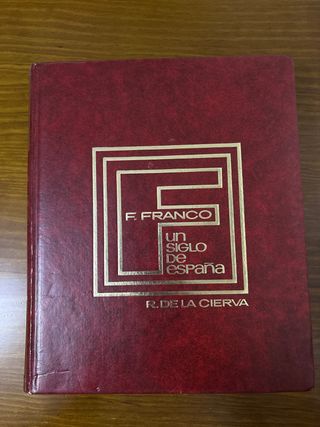 F. FRANCO
un
SIGLO
DE
ESPAÑA
R. DE LA CIERVA